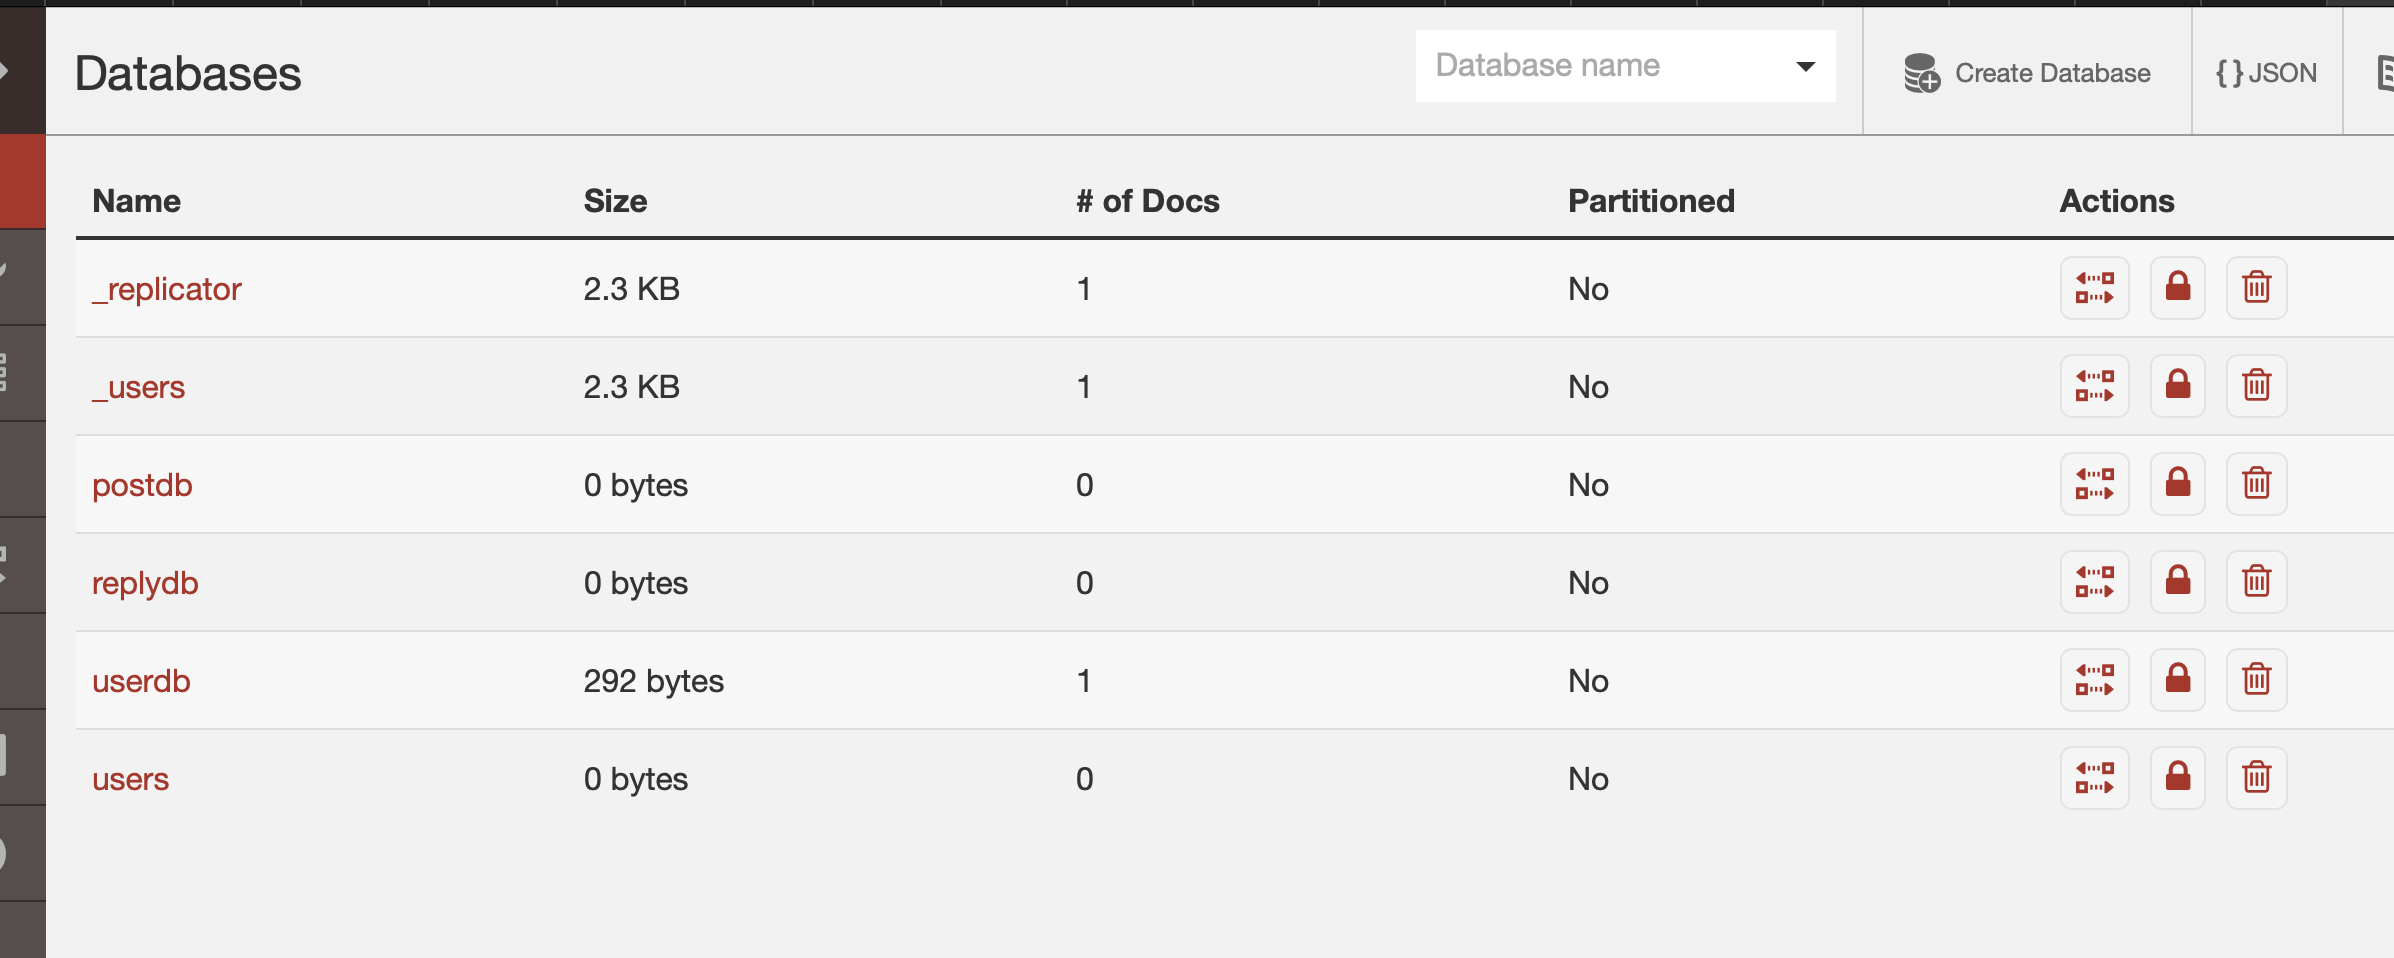 Databases
Database name
Create Database
{} JSON
Name Size # of Docs Partitioned Actions
_replicator 2.3 KB 1 No
_users 2.3 KB 1 No
postdb 0 bytes 0 No
replydb 0 bytes 0 No
userdb 292 bytes 1 No
users 0 bytes 0 No